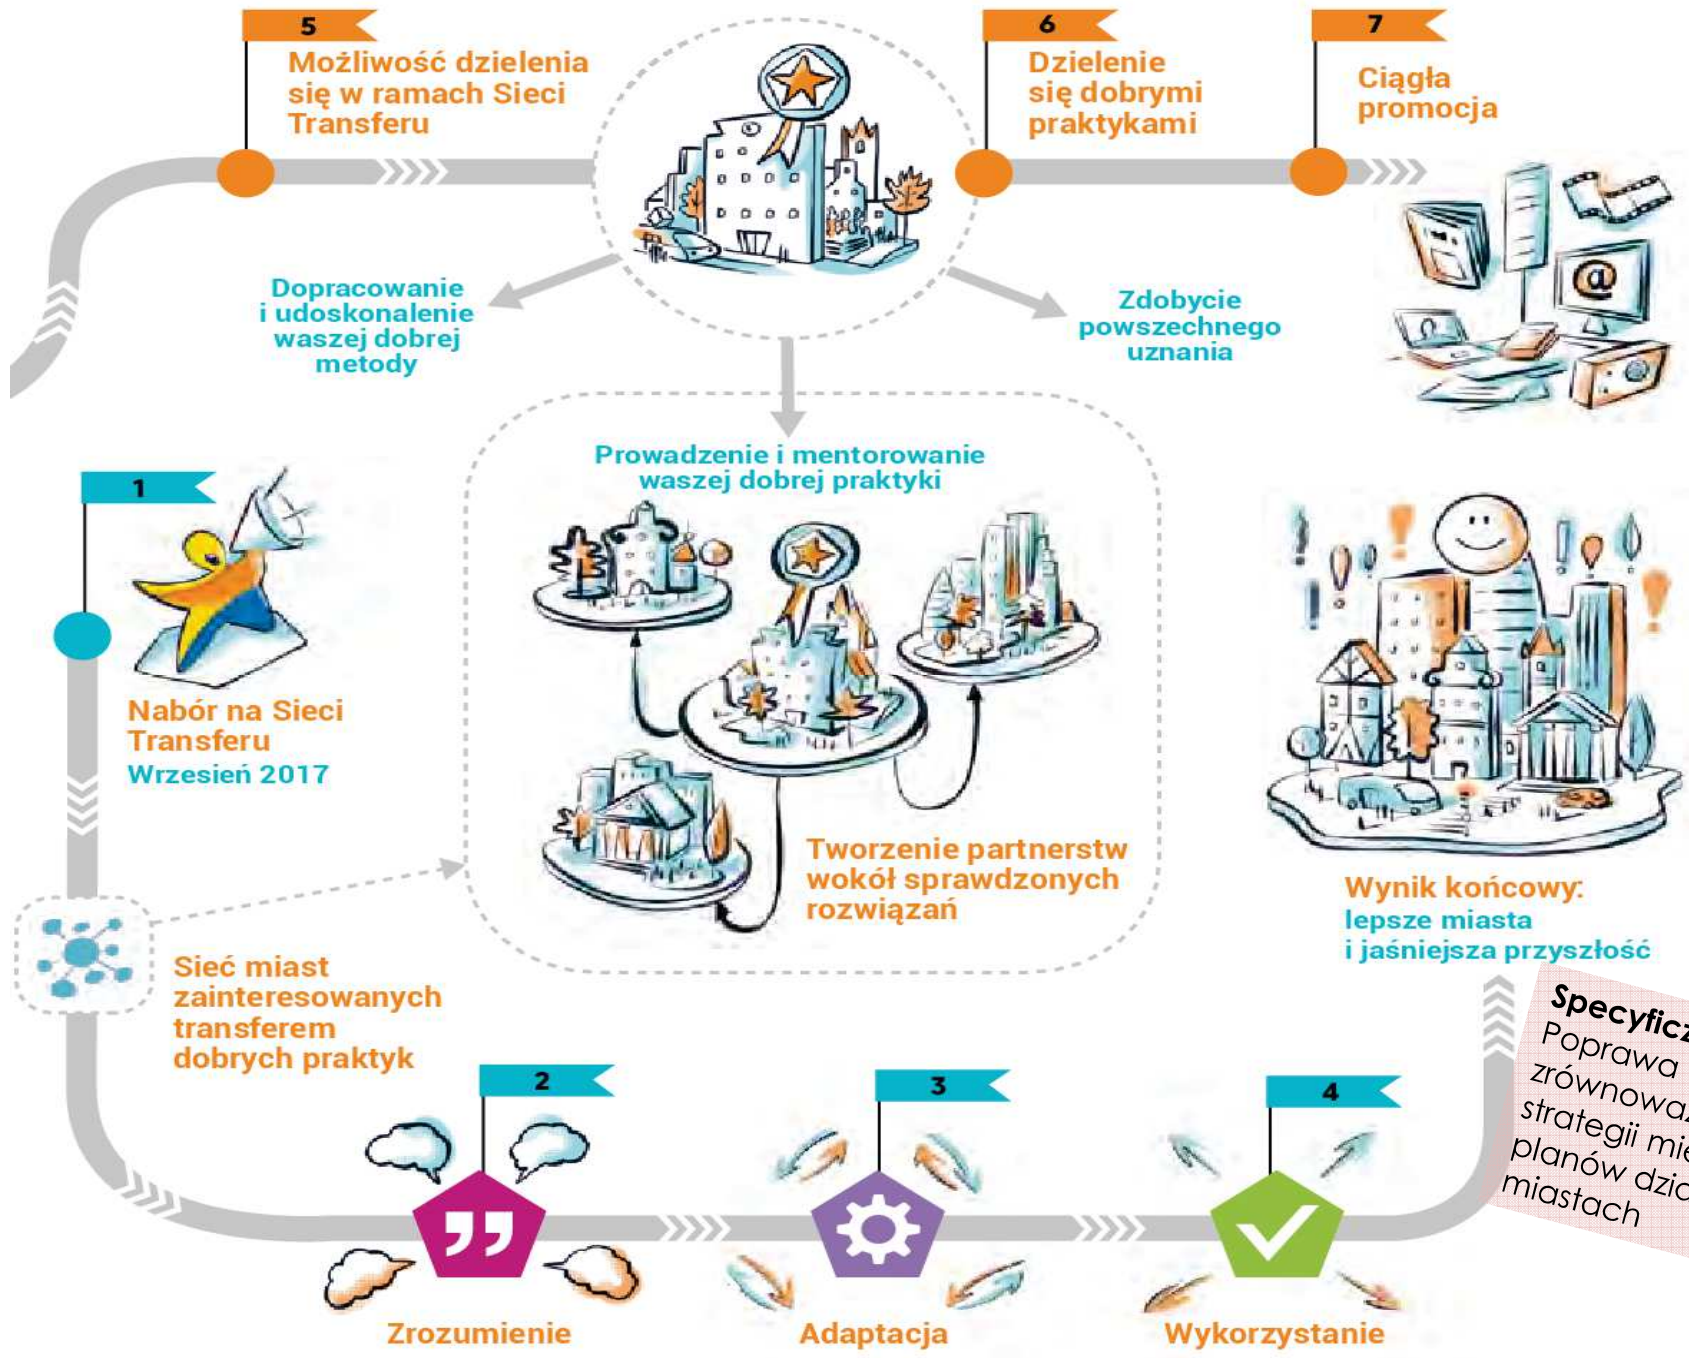 5
Możliwość dzielenia
się w ramach Sieci
Transferu
6
Dzielenie
się dobrymi
praktykami
7
Ciągła
promocja
Dopracowanie
i udoskonalenie
waszej dobrej
metody
Zdobycie
powszechnego
uznania
@
Prowadzenie i mentorowanie
waszej dobrej praktyki
1
Nabór na Sieci
Transferu
Wrzesień 2017
Tworzenie partnerstw
wokół sprawdzonych
rozwiązań
Wynik końcowy:
lepsze miasta
i jaśniejsza przyszłość
Sieć miast
zainteresowanych
transferem
dobrych praktyk
Poprawa
strategii
planów
miastach
2
Zrozumienie
3
Adaptacja
4
Wykorzystanie